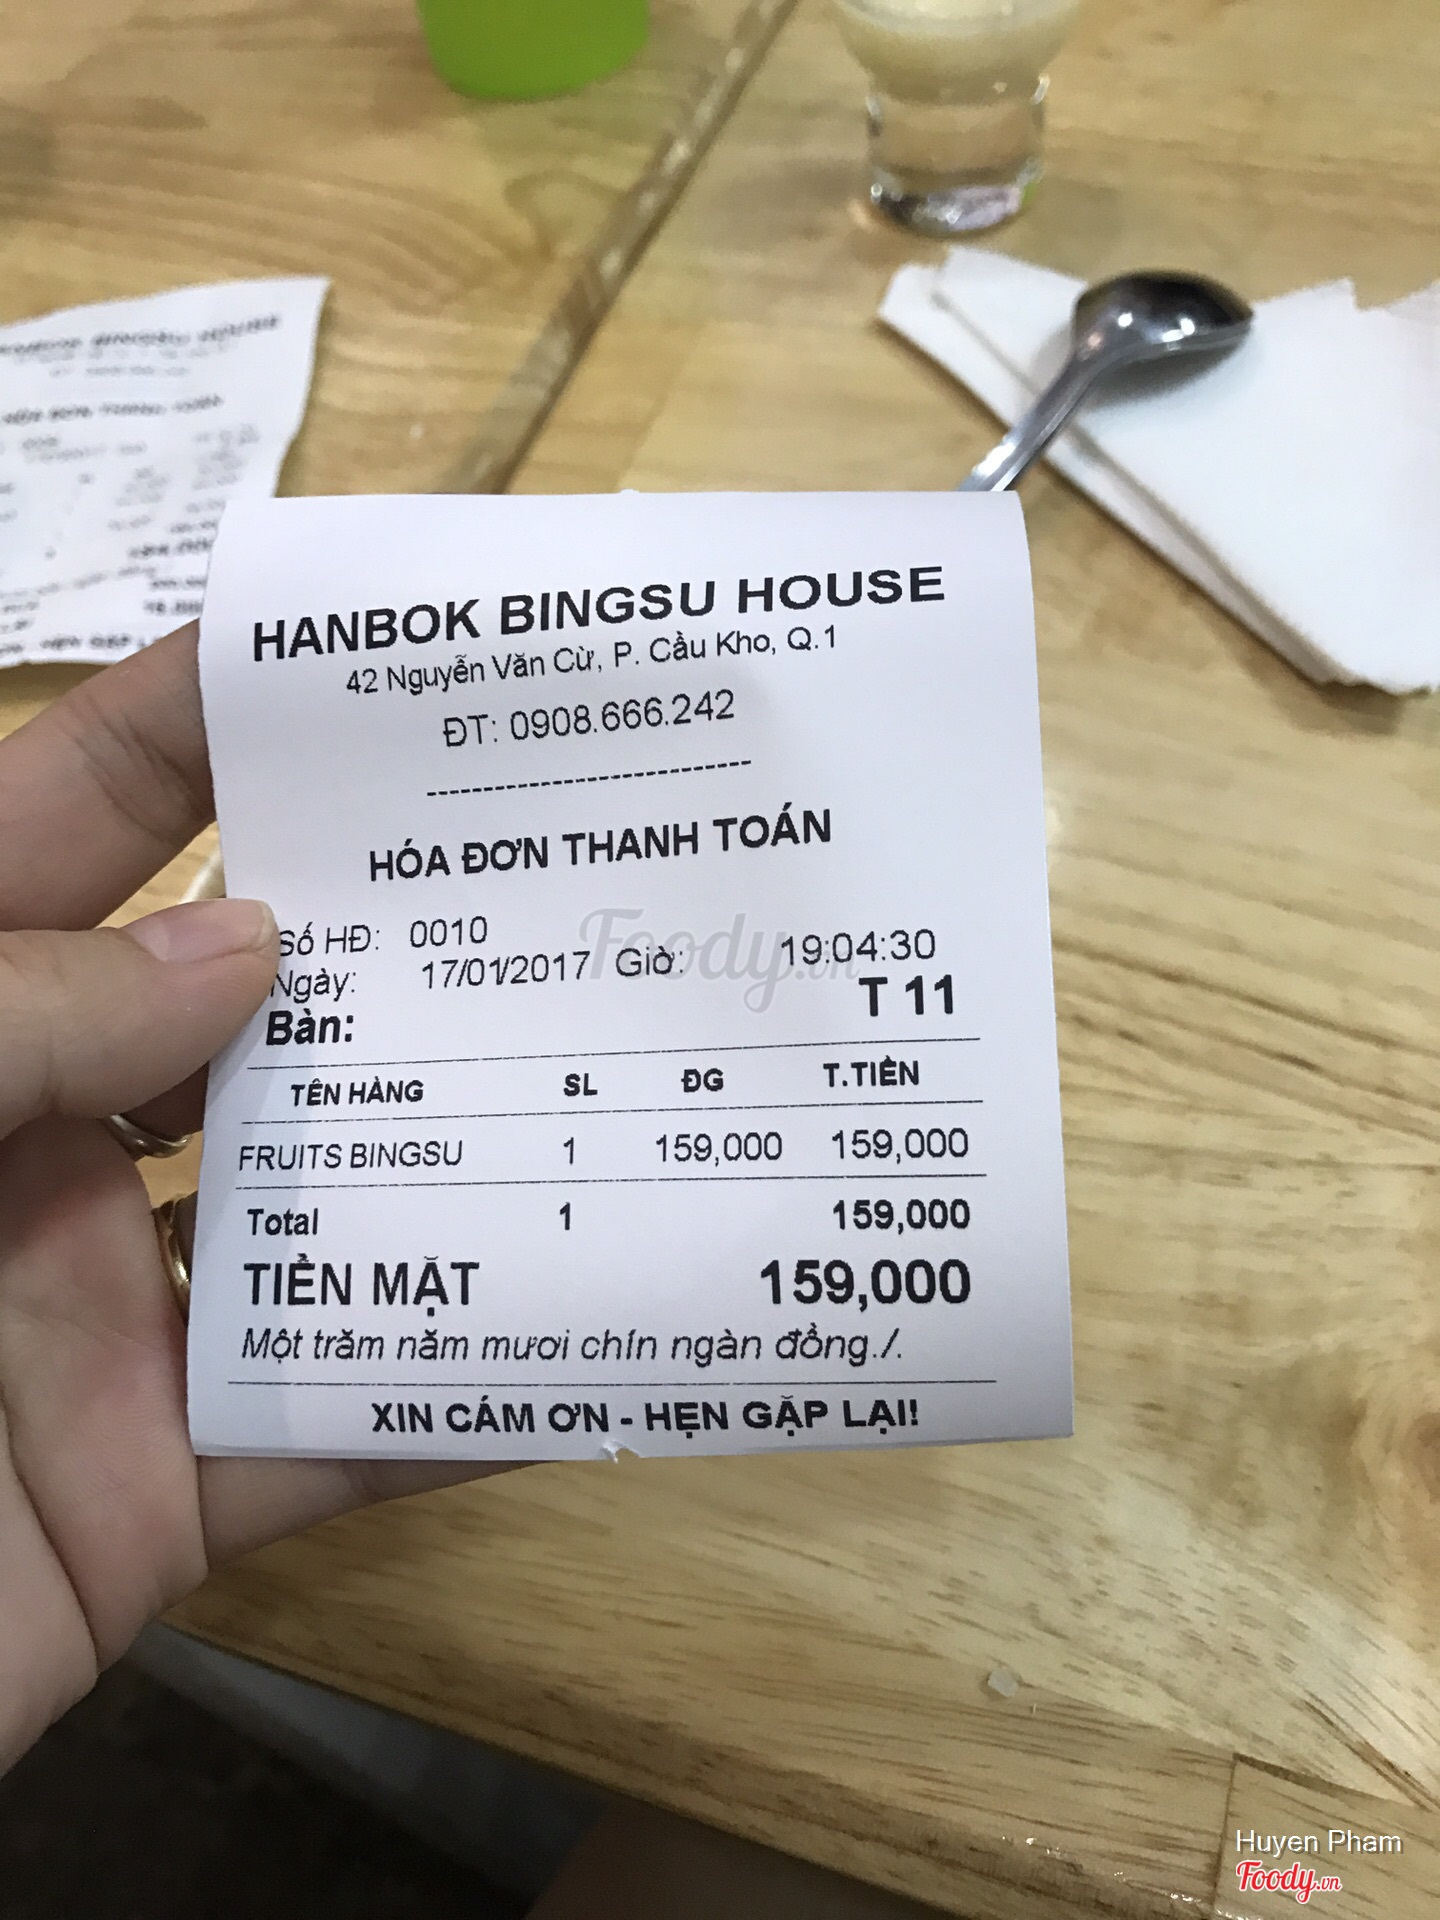 HANBOK BINGSU HOUSE
42 Nguyễn Văn Cừ, P. Cầu Kho, Q.1
ĐT: 0908.666.242
----------------------------
HÓA ĐƠN THANH TOÁN
Số HĐ: 0010
Ngày: 17/01/2017 Giờ: 19:04:30
Bàn: T 11
TÊN HÀNG SL ĐG T.TIỀN
FRUITS BINGSU 1 159,000 159,000
Total 1 159,000
TIỀN MẶT 159,000
Một trăm năm mươi chín ngàn đồng./.
XIN CÁM ƠN - HẸN GẶP LẠI!
Foody.vn
Huyen Pham
Foody.vn